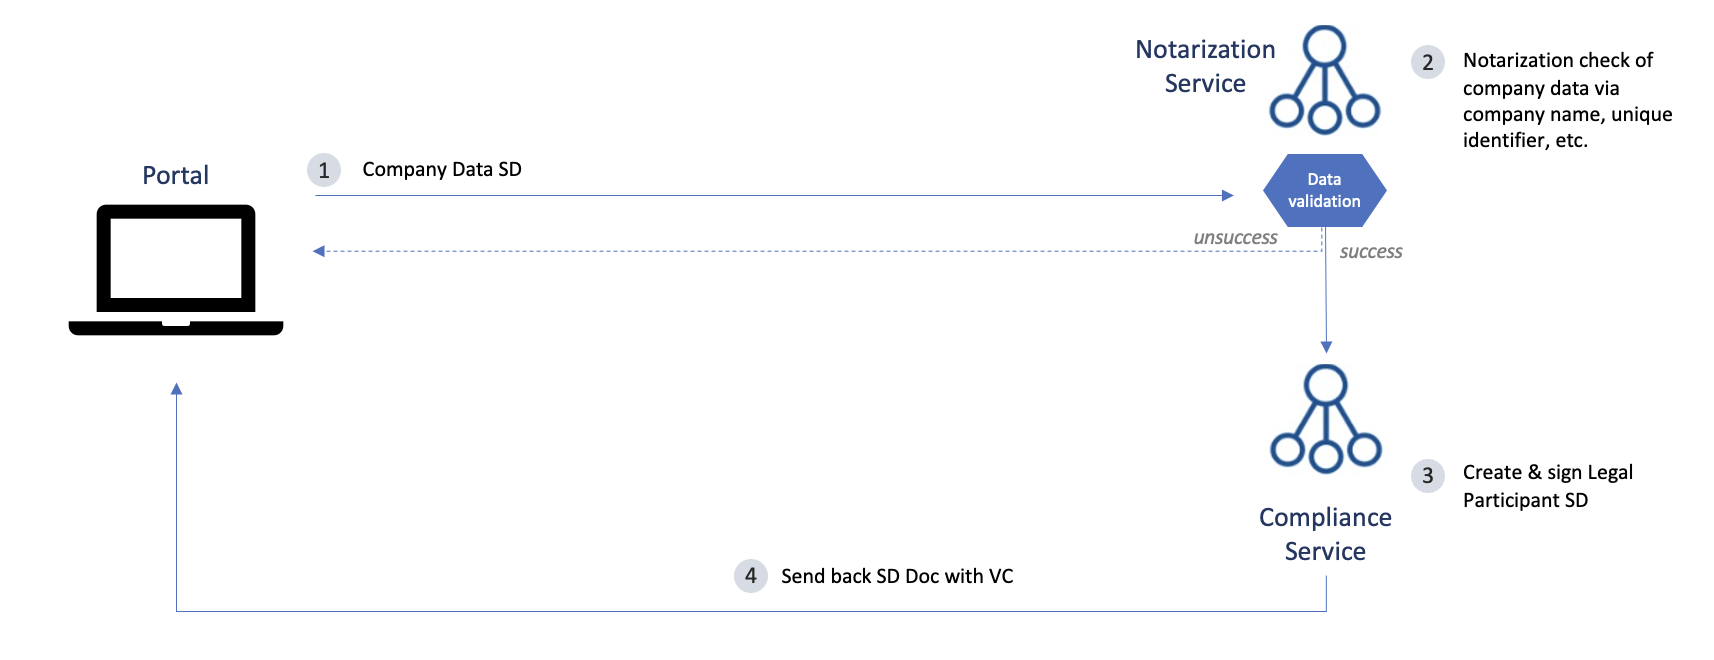 Notarization
Service
2
Notarization check of
company data via
company name, unique
identifier, etc.
Portal
1
Company Data SD
Data
validation
unsuccess
success
3
Create & sign Legal
Participant SD
Compliance
Service
4
Send back SD Doc with VC